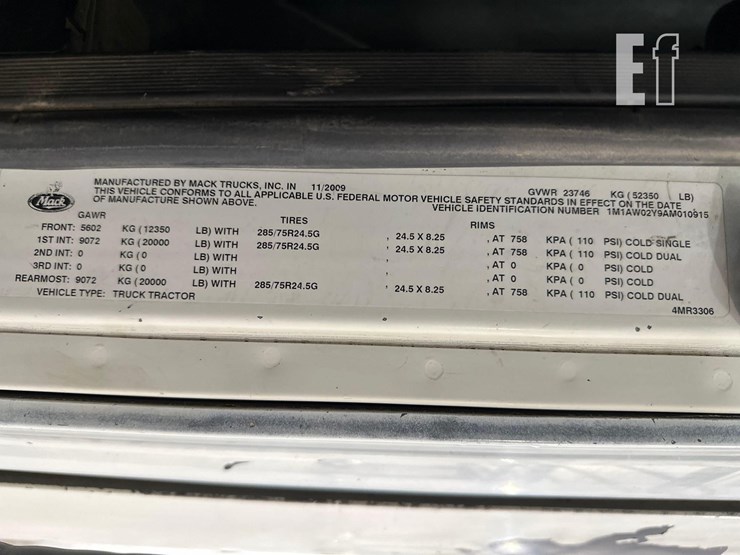 Ef
MANUFACTURED BY MACK TRUCKS, INC. IN 11/2009 GVWR 23746 KG (52350 LB)
THIS VEHICLE CONFORMS TO ALL APPLICABLE U.S. FEDERAL MOTOR VEHICLE SAFETY STANDARDS IN EFFECT ON THE DATE
OF MANUFACTURE SHOWN ABOVE. VEHICLE IDENTIFICATION NUMBER 1M1AW02Y9AM010915
Mack
GAWR TIRES RIMS
FRONT: 5602 KG (12350 LB) WITH 285/75R24.5G , 24.5 X 8.25 , AT 758 KPA ( 110 PSI) COLD SINGLE
1ST INT: 9072 KG (20000 LB) WITH 285/75R24.5G , 24.5 X 8.25 , AT 758 KPA ( 110 PSI) COLD DUAL
2ND INT: 0 KG (0 LB) WITH , , AT 0 KPA ( 0 PSI) COLD
3RD INT: 0 KG (0 LB) WITH , , AT 0 KPA ( 0 PSI) COLD
REARMOST: 9072 KG (20000 LB) WITH 285/75R24.5G , 24.5 X 8.25 , AT 758 KPA ( 110 PSI) COLD DUAL
VEHICLE TYPE: TRUCK TRACTOR 4MR3306